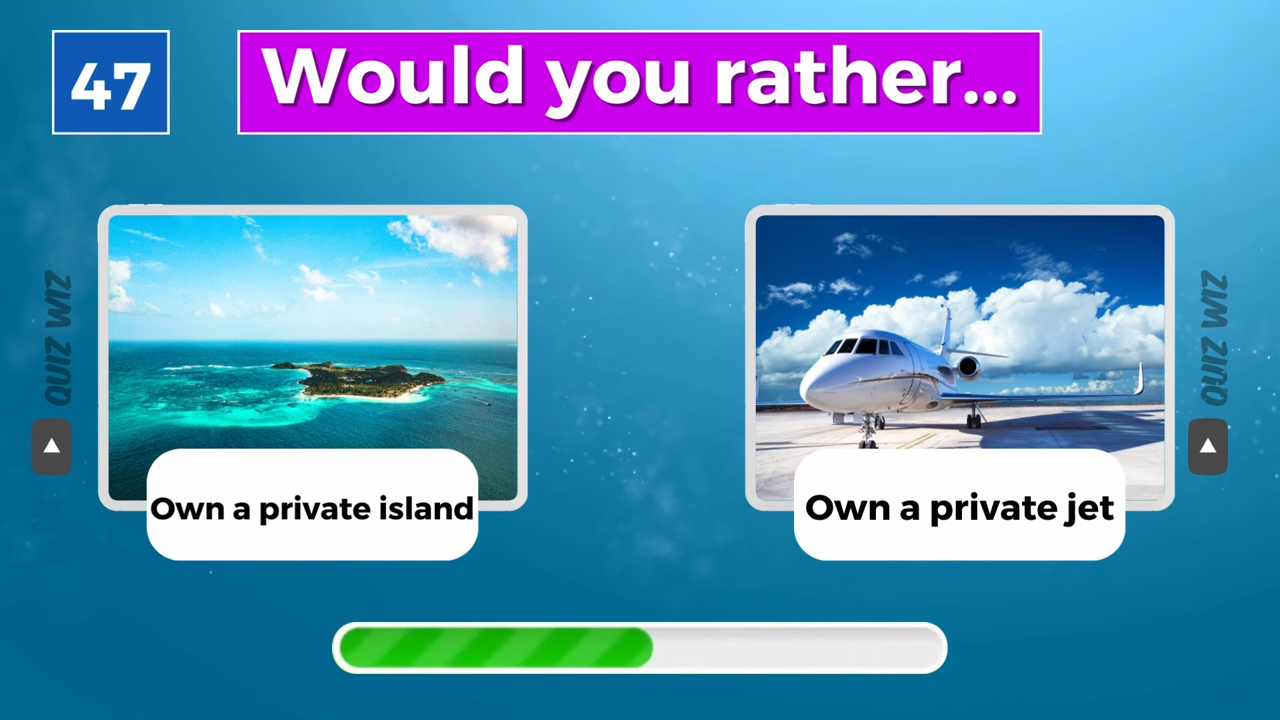 47
Would you rather...
QUIZ WIZ
QUIZ WIZ
Own a private island
Own a private jet